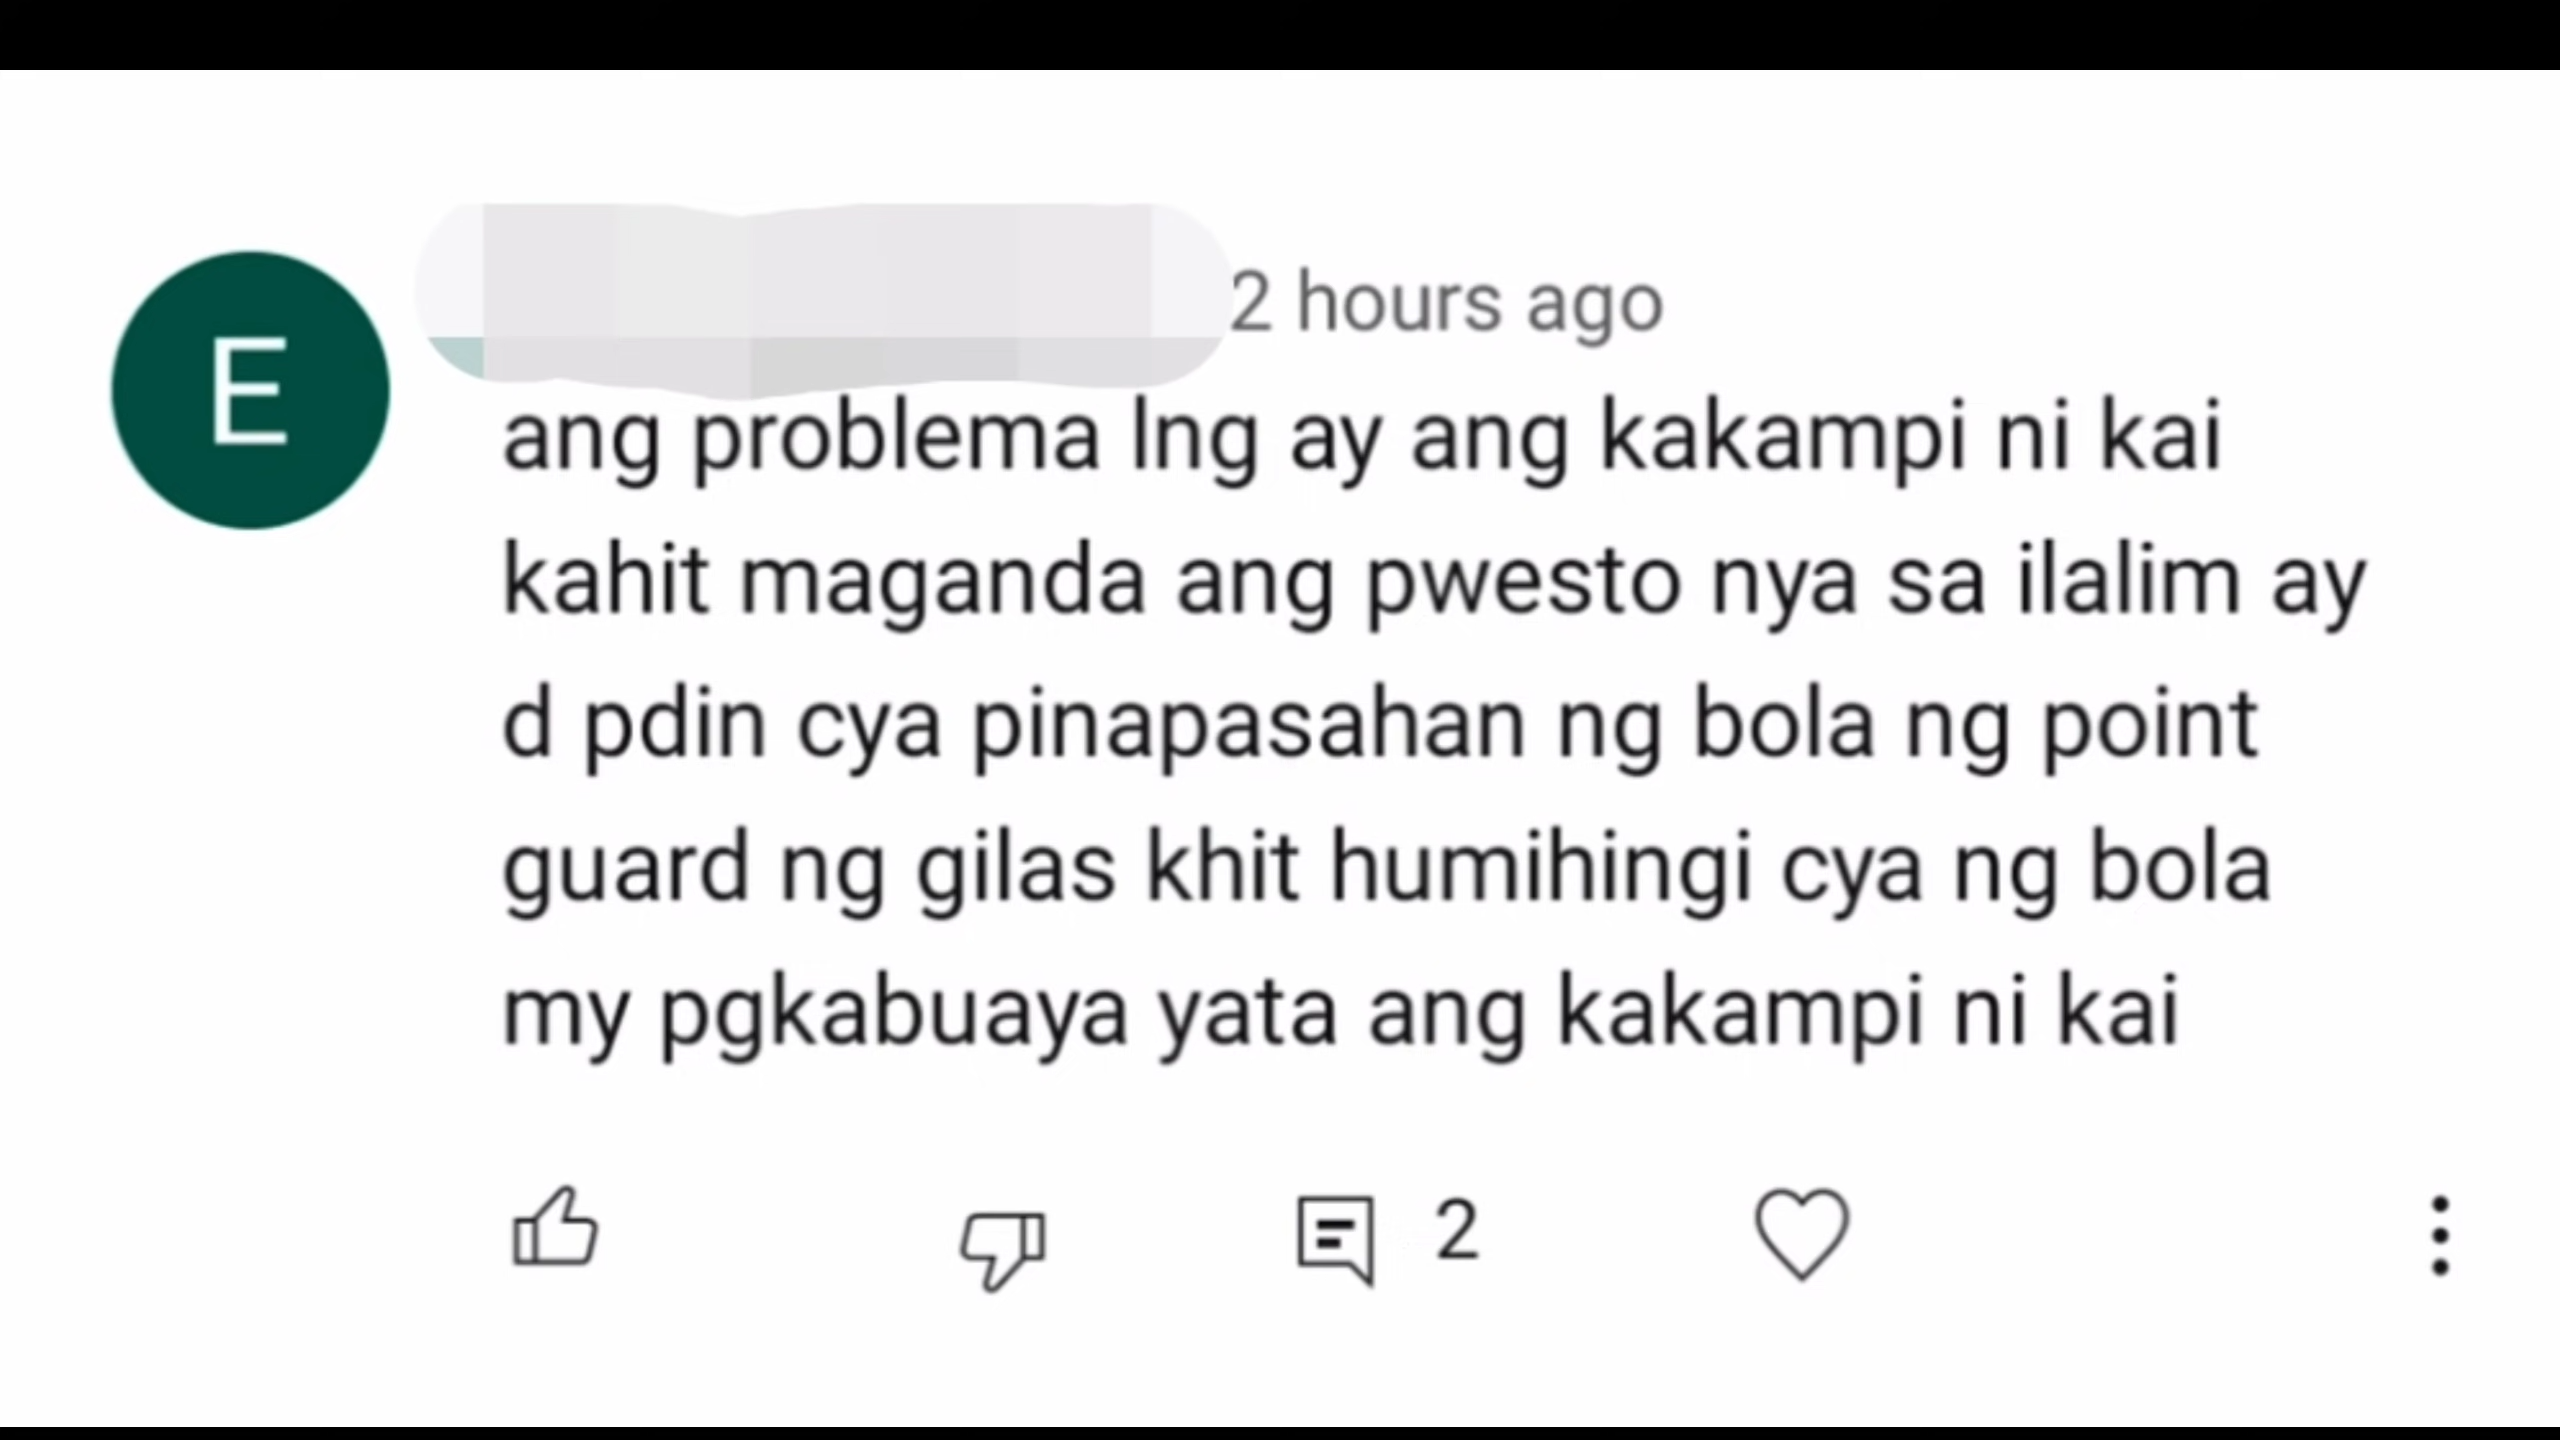 E
2 hours ago
ang problema lng ay ang kakampi ni kai
kahit maganda ang pwesto nya sa ilalim ay
d pdin cya pinapasahan ng bola ng point
guard ng gilas khit humihingi cya ng bola
my pgkabuaya yata ang kakampi ni kai
2